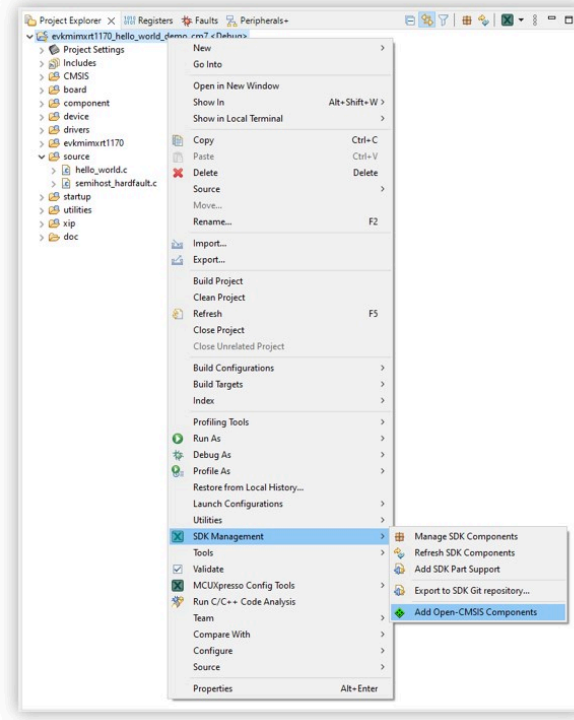 Project Explorer Registers Faults Peripherals+
evkmimxrt1170_hello_world_demo_cm7 <Debug>
Project Settings
Includes
CMSIS
board
component
device
drivers
evkmimxrt1170
source
hello_world.c
semihost_hardfault.c
startup
utilities
xip
doc
New
Go Into
Open in New Window
Show In Alt+Shift+W >
Show in Local Terminal
Copy Ctrl+C
Paste Ctrl+V
Delete Delete
Source
Move...
Rename... F2
Import...
Export...
Build Project
Clean Project
Refresh F5
Close Project
Close Unrelated Project
Build Configurations
Build Targets
Index
Profiling Tools
Run As
Debug As
Profile As
Restore from Local History...
Launch Configurations
Utilities
SDK Management
Tools
Validate
MCUXpresso Config Tools
Run C/C++ Code Analysis
Team
Compare With
Configure
Source
Properties Alt+Enter
Manage SDK Components
Refresh SDK Components
Add SDK Part Support
Export to SDK Git repository...
Add Open-CMSIS Components